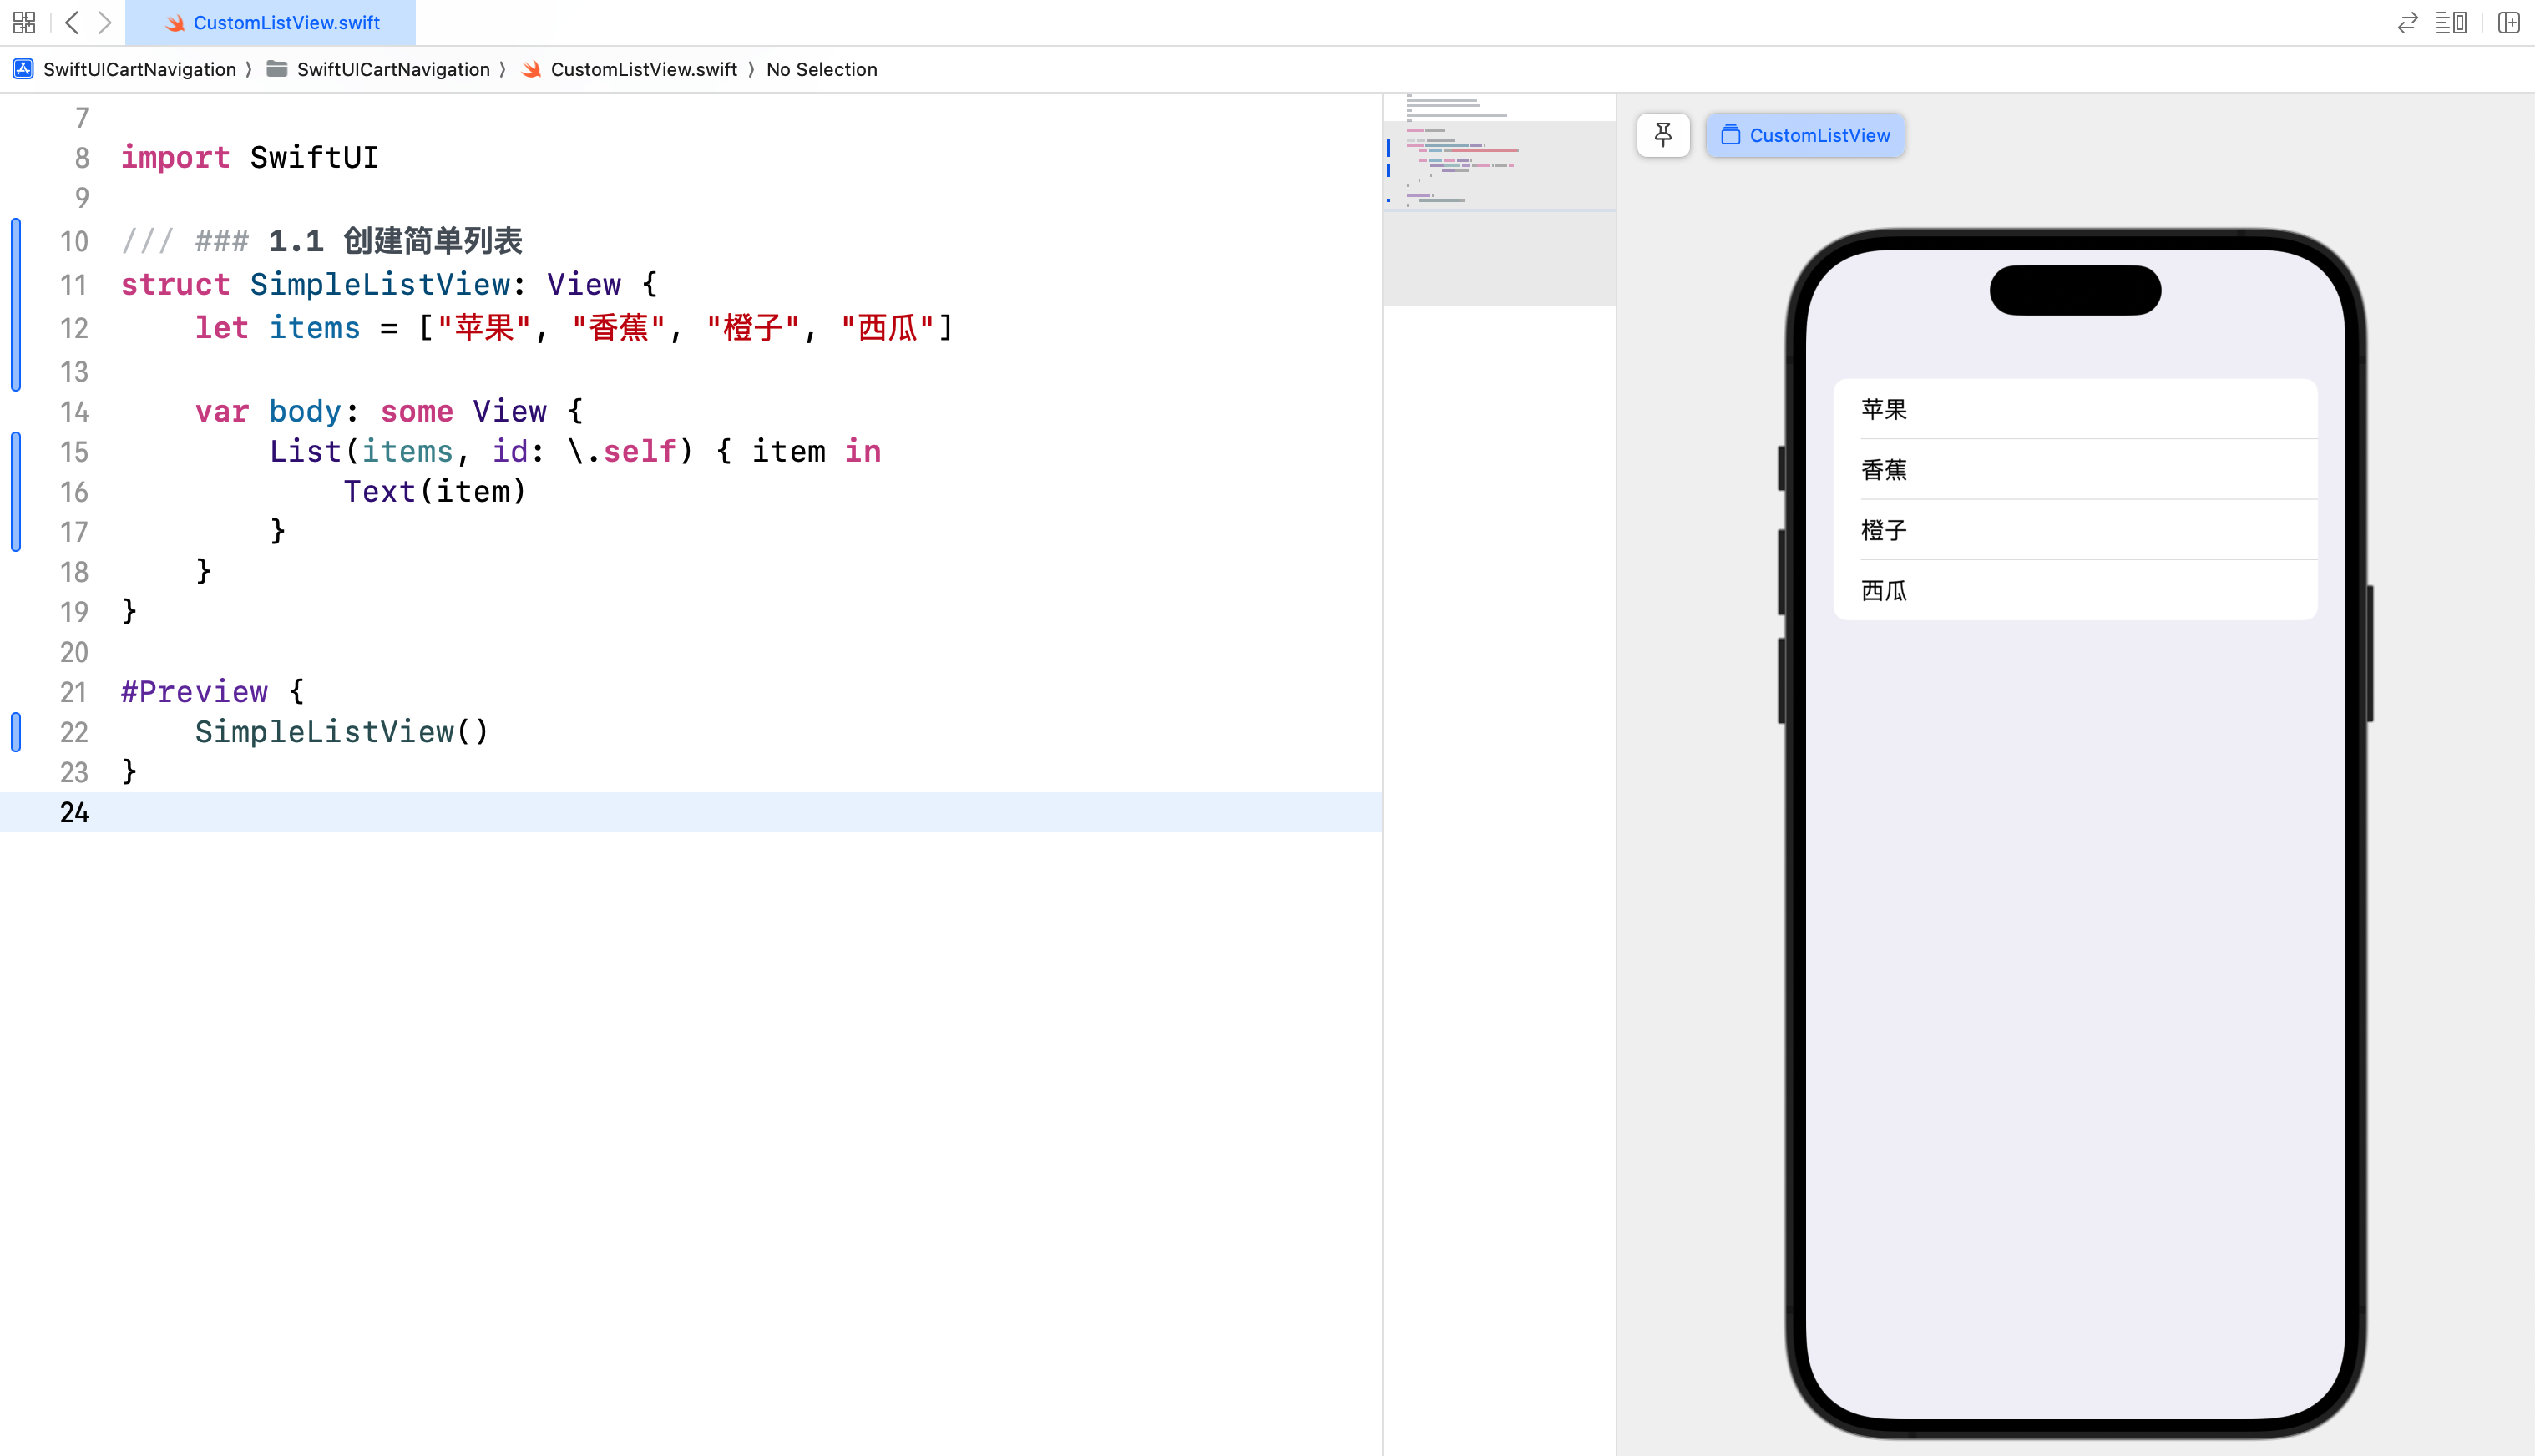 CustomListView.swift
SwiftUICartNavigation 〉 SwiftUICartNavigation 〉 CustomListView.swift 〉 No Selection
7
8 import SwiftUI
9
10 /// ### 1.1 创建简单列表
11 struct SimpleListView: View {
12     let items = ["苹果", "香蕉", "橙子", "西瓜"]
13
14     var body: some View {
15         List(items, id: \.self) { item in
16             Text(item)
17         }
18     }
19 }
20
21 #Preview {
22     SimpleListView()
23 }
24
CustomListView
苹果
香蕉
橙子
西瓜